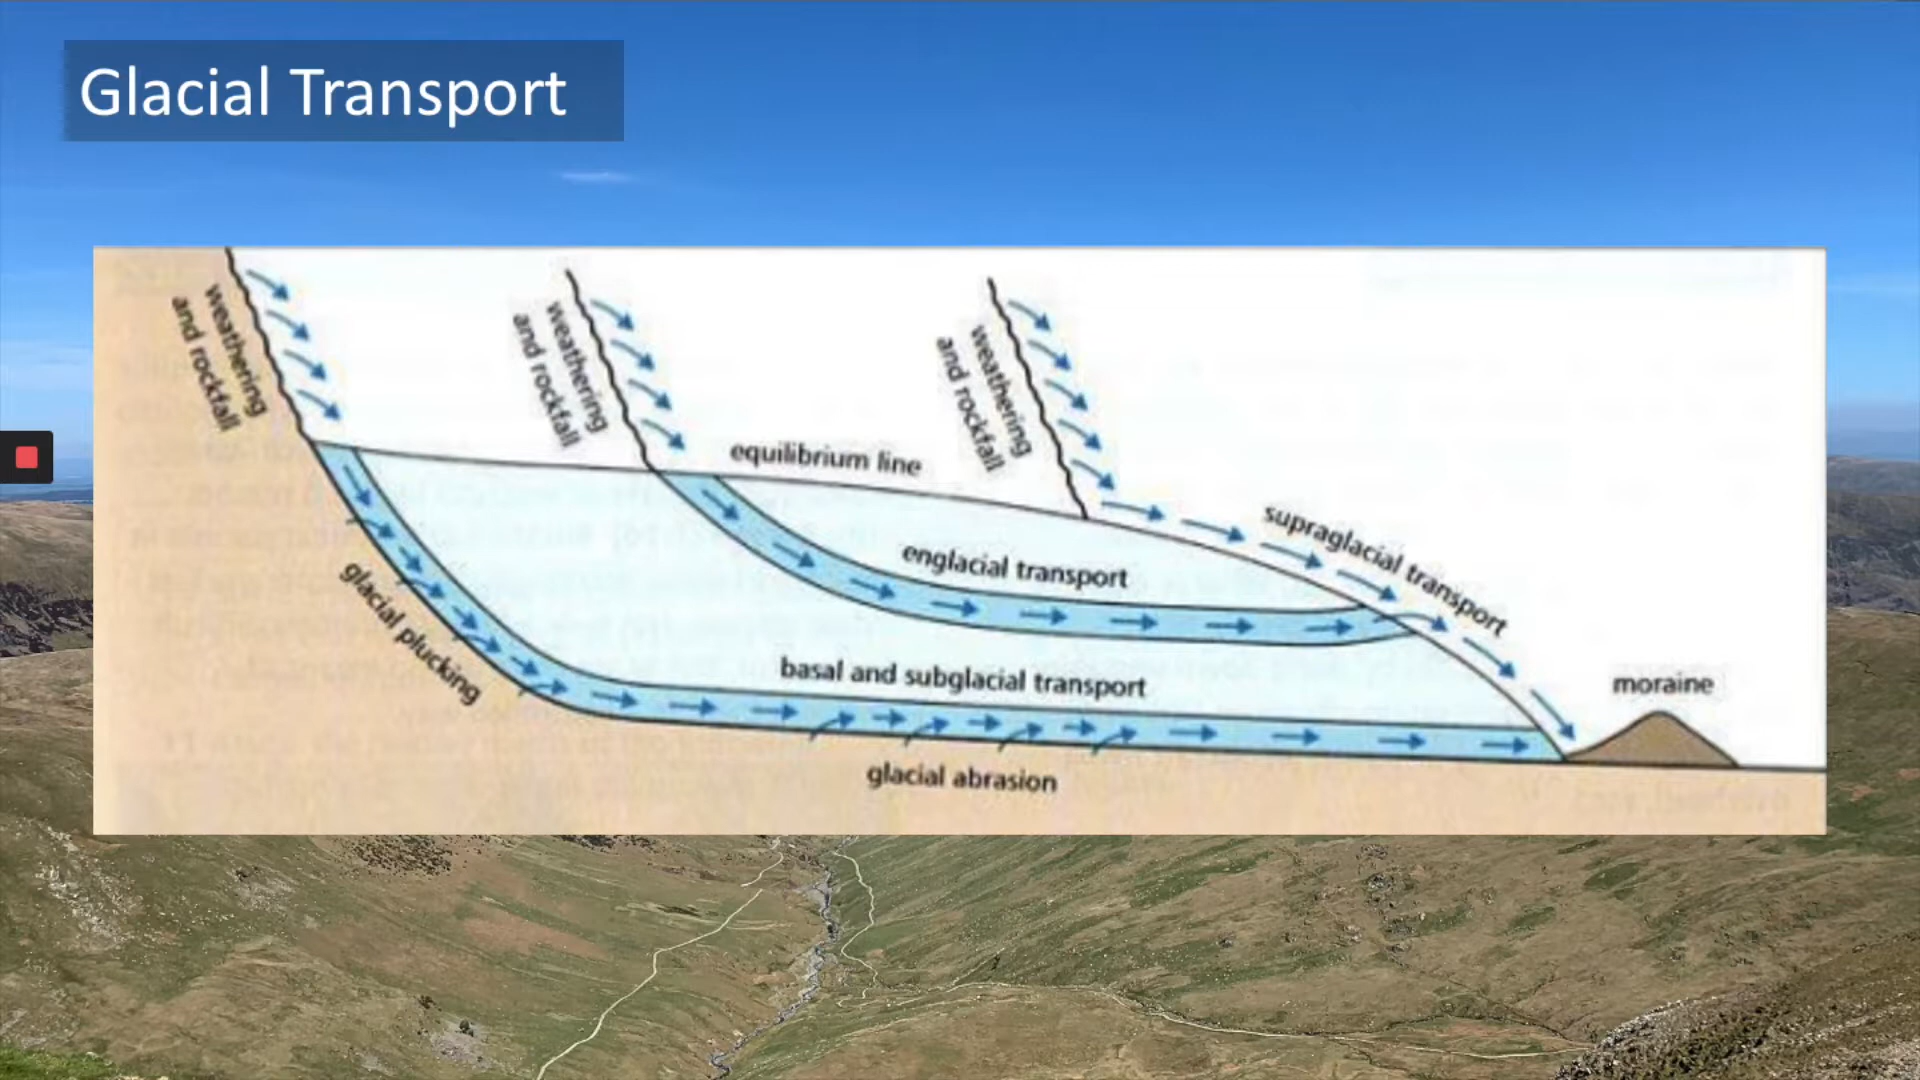 Glacial Transport
weathering
and rockfall
weathering
and rockfall
weathering
and rockfall
equilibrium line
supraglacial transport
englacial transport
glacial plucking
basal and subglacial transport
moraine
glacial abrasion